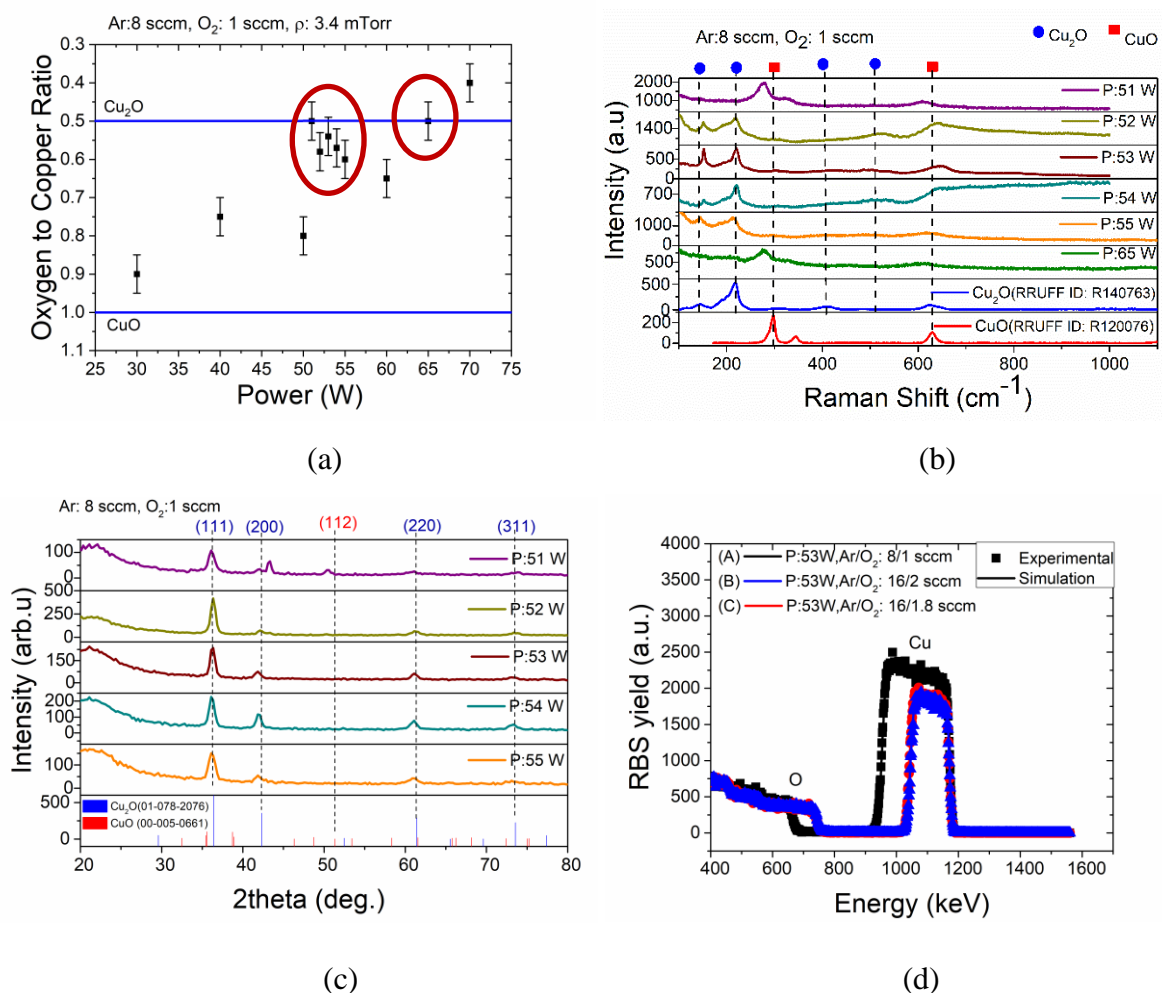 Ar:8 sccm, O2: 1 sccm, ρ: 3.4 mTorr
0.3
0.4
Cu2O
0.5
0.6
0.7
0.8
0.9
1.0
CuO
1.1
25 30 35 40 45 50 55 60 65 70 75
Oxygen to Copper Ratio
Power (W)
(a)
Cu2O CuO
Ar:8 sccm, O2: 1 sccm
2000
1000
P:51 W
1400
P:52 W
500
P:53 W
700
P:54 W
1000
P:55 W
500
P:65 W
500
0
Cu2O(RRUFF ID: R140763)
200
0
CuO(RRUFF ID: R120076)
200 400 600 800 1000
Intensity (a.u)
Raman Shift (cm-1)
(b)
Ar: 8 sccm, O2:1 sccm
(111) (200) (112) (220) (311)
100
0
P:51 W
500
250
0
P:52 W
150
0
P:53 W
200
100
0
P:54 W
100
0
P:55 W
500
0
Cu2O(01-078-2076)
CuO (00-005-0661)
20 30 40 50 60 70 80
Intensity (arb.u)
2theta (deg.)
(c)
4000
3500
3000
2500
2000
1500
1000
500
0
(A) P:53W,Ar/O2: 8/1 sccm
(B) P:53W,Ar/O2: 16/2 sccm
(C) P:53W,Ar/O2: 16/1.8 sccm
Experimental
Simulation
Cu
O
400 600 800 1000 1200 1400 1600
RBS yield (a.u.)
Energy (keV)
(d)